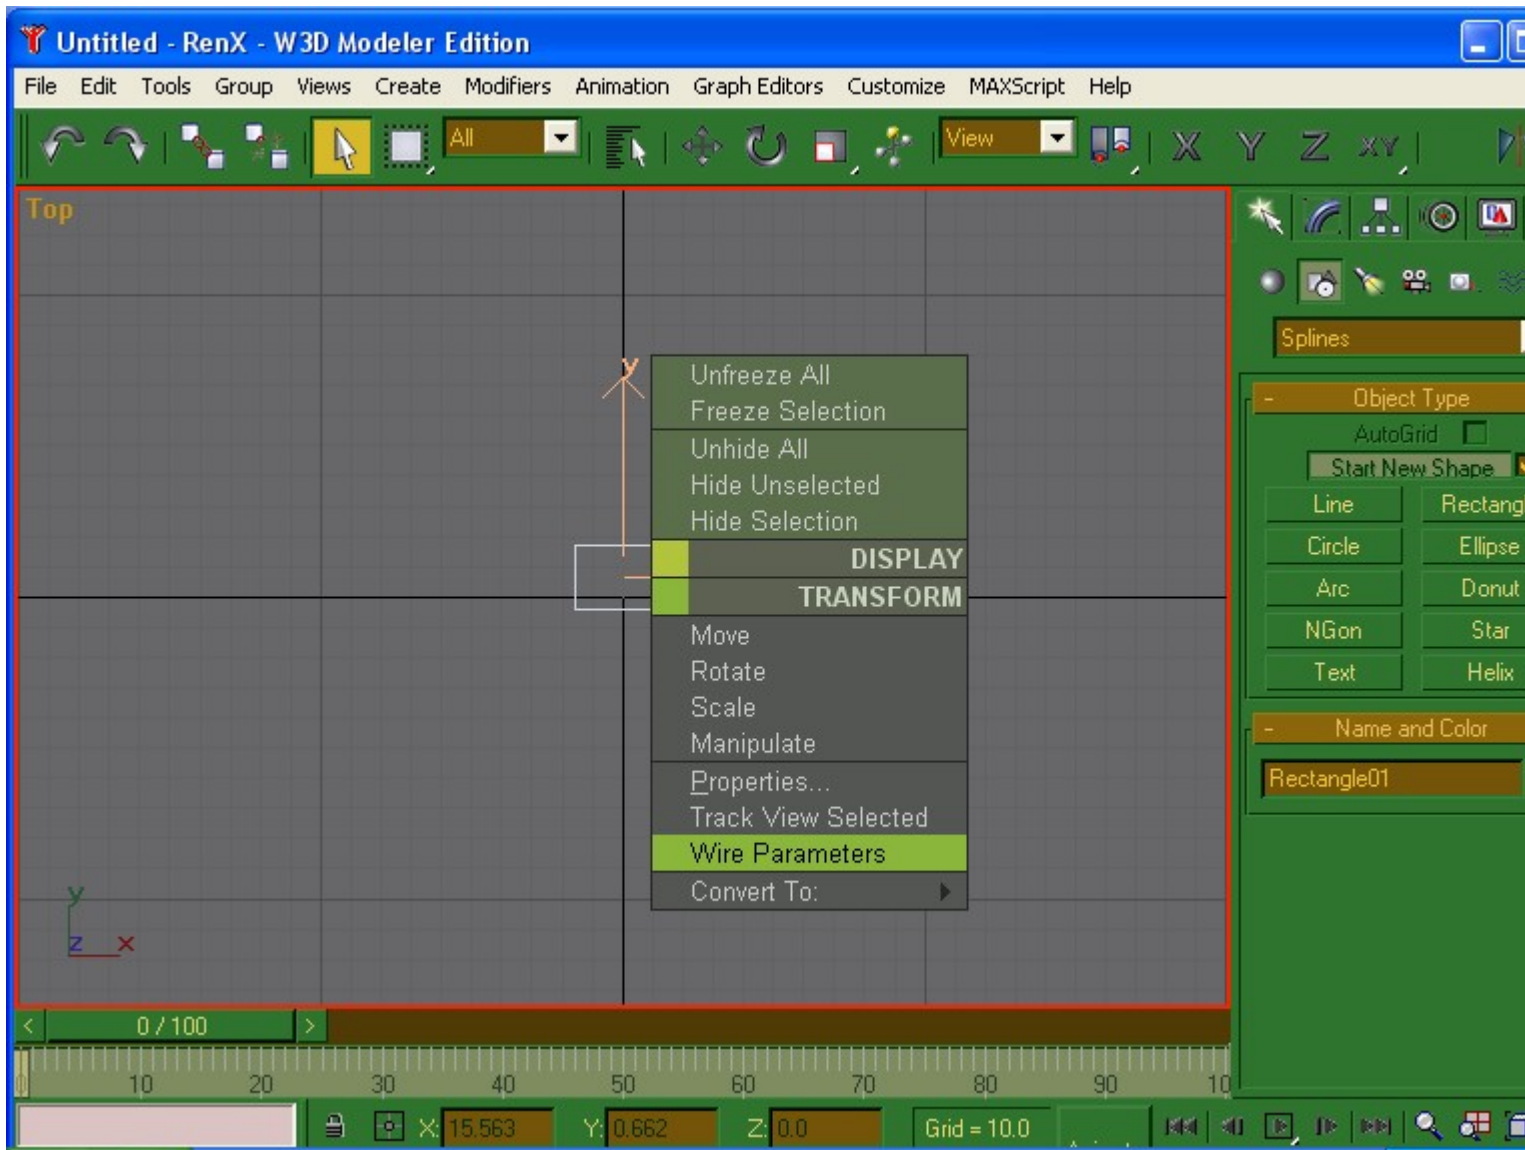 Untitled - RenX - W3D Modeler Edition
File Edit Tools Group Views Create Modifiers Animation Graph Editors Customize MAXScript Help
All View X Y Z XY
Top
Splines
y
Unfreeze All
Freeze Selection
Unhide All
Hide Unselected
Hide Selection
DISPLAY
TRANSFORM
Move
Rotate
Scale
Manipulate
Properties...
Track View Selected
Wire Parameters
Convert To:
- Object Type
AutoGrid
Start New Shape
Line Rectang
Circle Ellipse
Arc Donut
NGon Star
Text Helix
- Name and Color
Rectangle01
y
z x
< 0 / 100 >
0 10 20 30 40 50 60 70 80 90 10
X: 15.563 Y: 0.662 Z: 0.0 Grid = 10.0